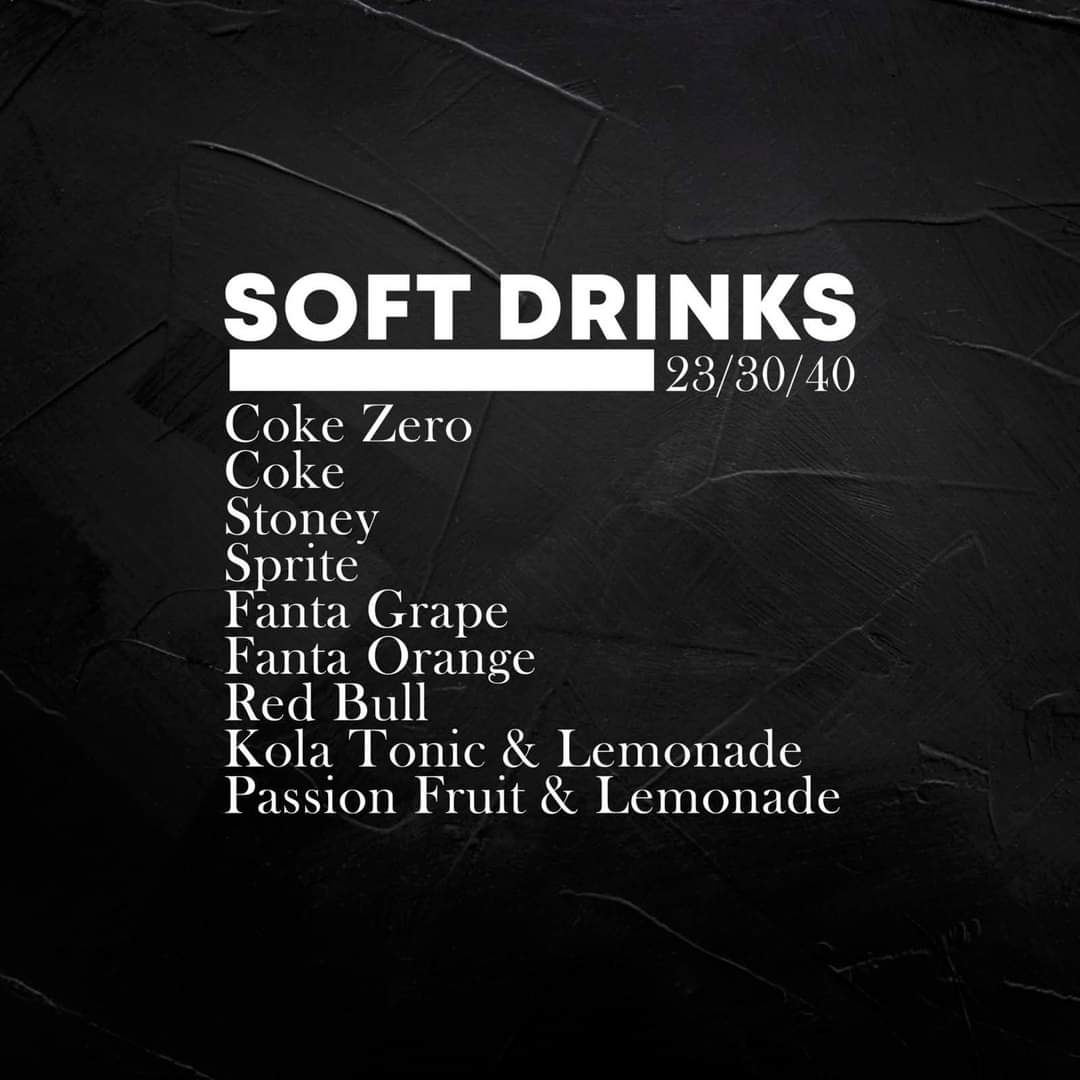 SOFT DRINKS
23/30/40
Coke Zero
Coke
Stoney
Sprite
Fanta Grape
Fanta Orange
Red Bull
Kola Tonic & Lemonade
Passion Fruit & Lemonade